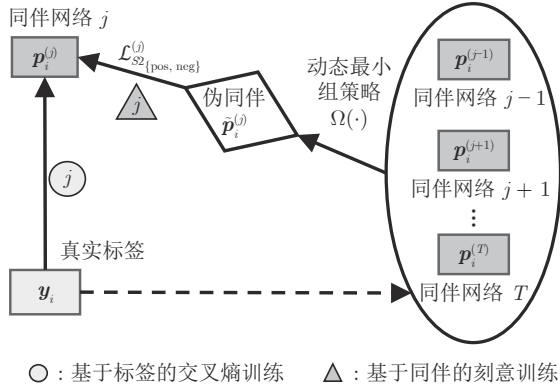 同伴网络 j
p_i^{(j)}
\mathcal{L}_{S2_{\{pos, neg\}}}^{(j)}
j
伪同伴
\tilde{p}_i^{(j)}
动态最小
组策略
Ω(·)
p_i^{(j-1)}
同伴网络 j−1
p_i^{(j+1)}
同伴网络 j + 1
⋮
p_i^{(T)}
同伴网络 T
j
真实标签
y_i
○ : 基于标签的交叉熵训练
△ : 基于同伴的刻意训练